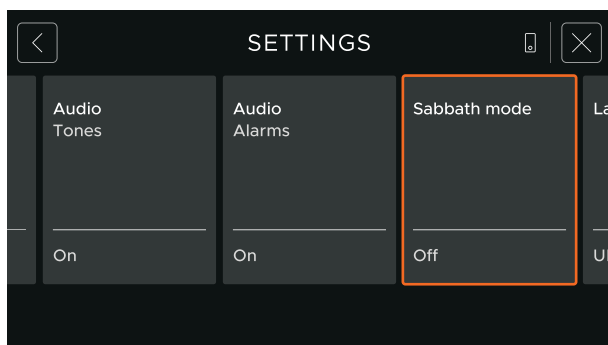 SETTINGS
Audio
Tones
On
Audio
Alarms
On
Sabbath mode
Off